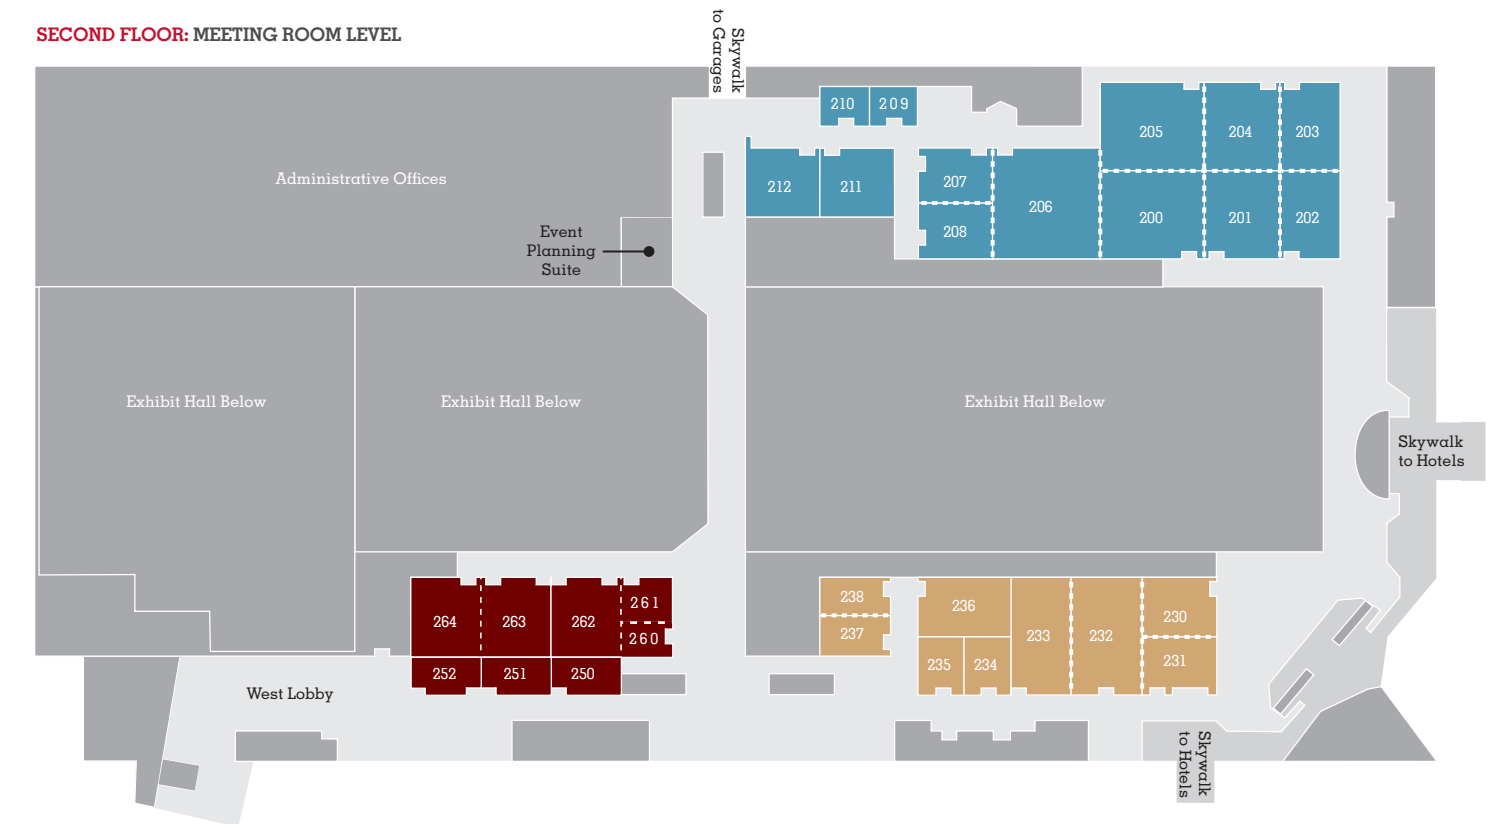 SECOND FLOOR: MEETING ROOM LEVEL
Skywalk
to Garages
210
209
205
204
203
Administrative Offices
212
211
207
206
208
200
201
202
Event
Planning
Suite
Exhibit Hall Below
Exhibit Hall Below
Exhibit Hall Below
Skywalk
to Hotels
264
263
262
261
260
238
237
236
233
232
230
231
235
234
252
251
250
West Lobby
Skywalk
to Hotels